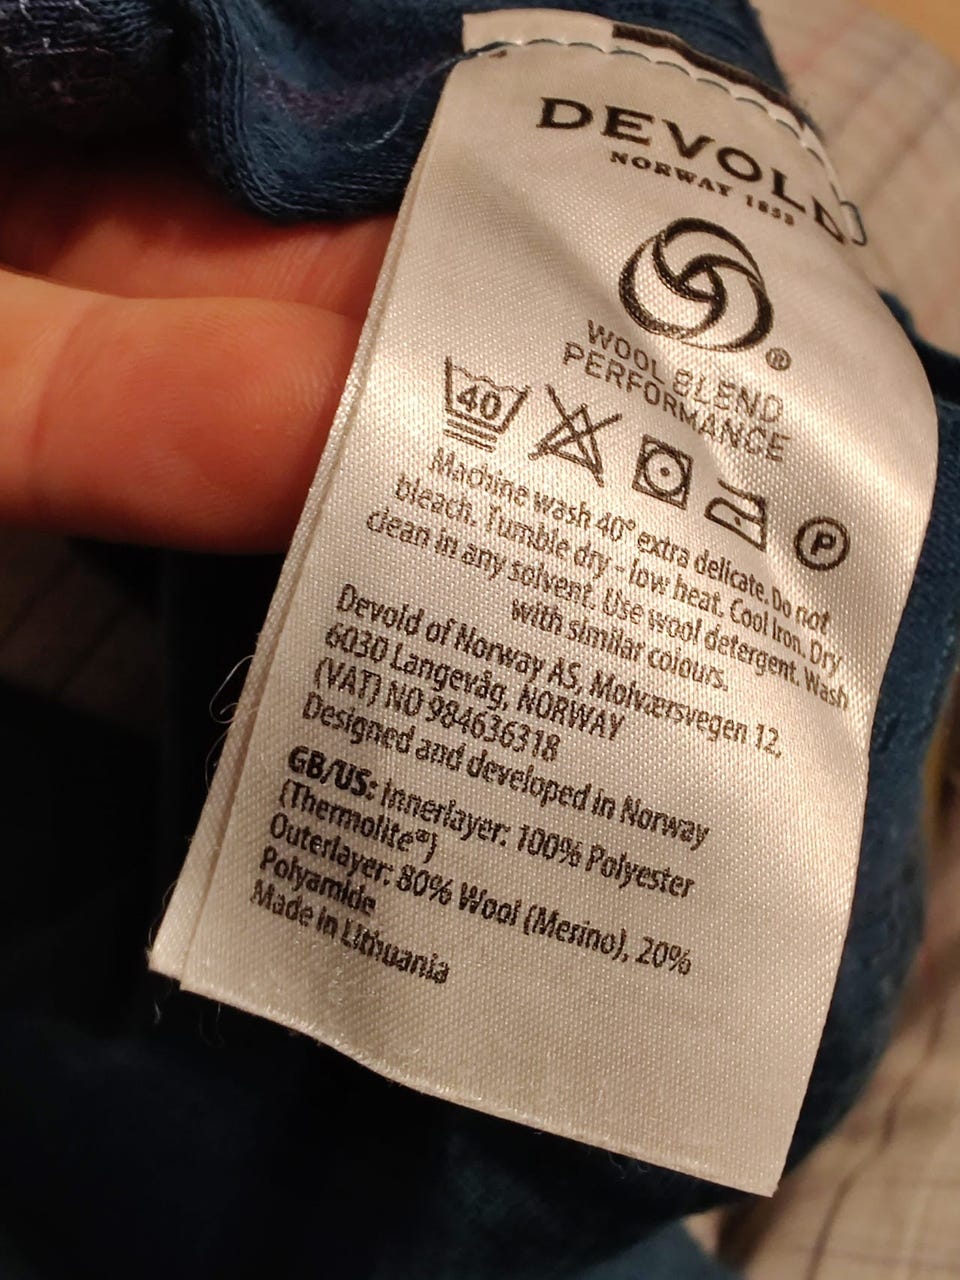 DEVOLD
NORWAY 1853
®
WOOL BLEND
PERFORMANCE
40
P
Machine wash 40° extra delicate. Do not
bleach. Tumble dry - low heat. Cool Iron. Dry
clean in any solvent. Use wool detergent. Wash
with similar colours.
Devold of Norway AS, Molværsvegen 12,
6030 Langevåg, NORWAY
(VAT) NO 984636318
Designed and developed in Norway
GB/US: Innerlayer: 100% Polyester
(Thermolite®)
Outerlayer: 80% Wool (Merino), 20%
Polyamide
Made in Lithuania